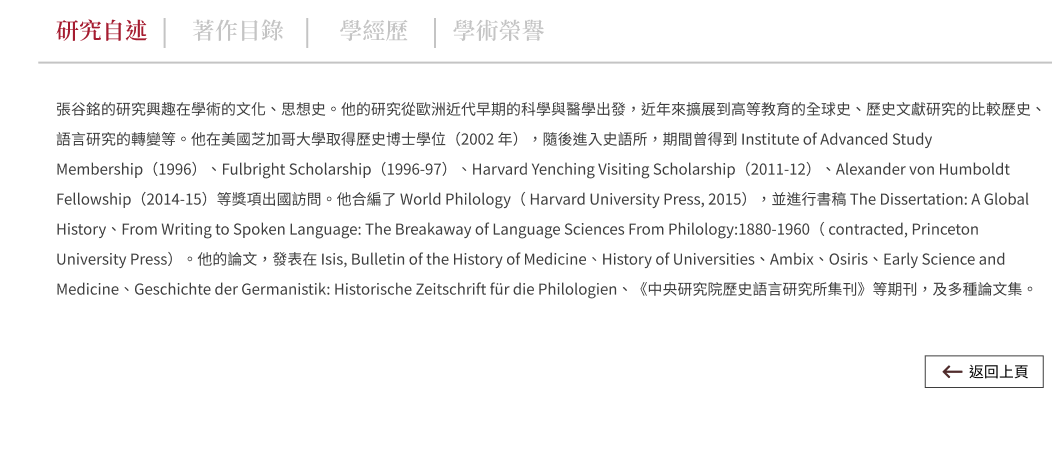 研究自述 | 著作目錄 | 學經歷 | 學術榮譽
張谷銘的研究興趣在學術的文化、思想史。他的研究從歐洲近代早期的科學與醫學出發，近年來擴展到高等教育的全球史、歷史文獻研究的比較歷史、
語言研究的轉變等。他在美國芝加哥大學取得歷史博士學位（2002 年），隨後進入史語所，期間曾得到 Institute of Advanced Study
Membership（1996）、Fulbright Scholarship（1996-97）、Harvard Yenching Visiting Scholarship（2011-12）、Alexander von Humboldt
Fellowship（2014-15）等獎項出國訪問。他合編了 World Philology（ Harvard University Press, 2015），並進行書稿 The Dissertation: A Global
History、From Writing to Spoken Language: The Breakaway of Language Sciences From Philology:1880-1960（ contracted, Princeton
University Press）。他的論文，發表在 Isis, Bulletin of the History of Medicine、History of Universities、Ambix、Osiris、Early Science and
Medicine、Geschichte der Germanistik: Historische Zeitschrift für die Philologien、《中央研究院歷史語言研究所集刊》等期刊，及多種論文集。
← 返回上頁